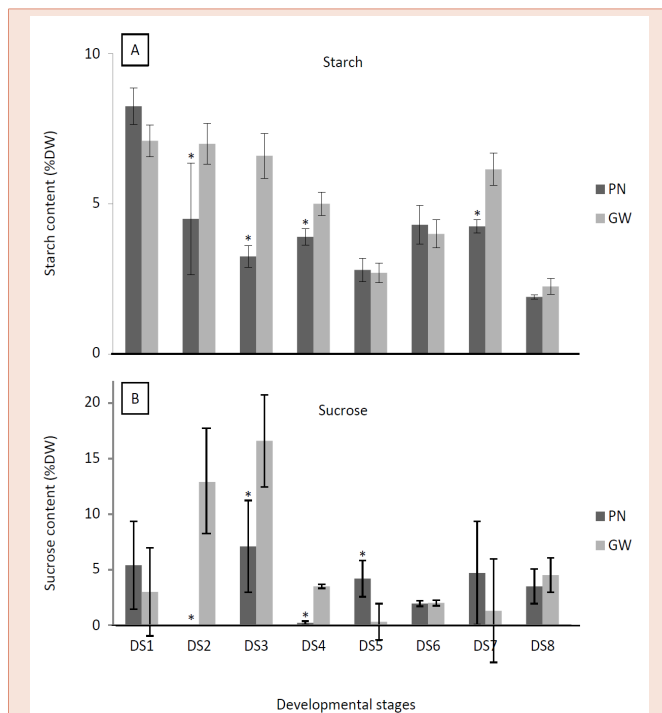 A
Starch
10
5
0
Starch content (%DW)
*
*
*
*
PN
GW
B
Sucrose
20
15
10
5
0
Sucrose content (%DW)
*
*
*
*
PN
GW
DS1 DS2 DS3 DS4 DS5 DS6 DS7 DS8
Developmental stages